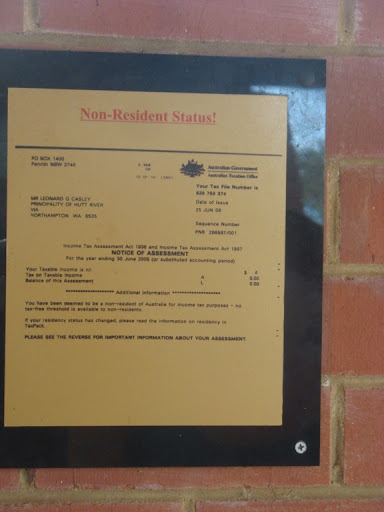 Non-Resident Status!
PO BOX 1400
Penrith NSW 2740
Australian Government
Australian Taxation Office
Your Tax File Number is
Date of Issue
25 JUN 09
MR LEONARD G CASLEY
PRINCIPALITY OF HUTT RIVER
VIA
NORTHAMPTON WA 6535
Sequence Number
Income Tax Assessment Act 1936 and Income Tax Assessment Act 1997
NOTICE OF ASSESSMENT
For the year ending 30 June 2009 (or substituted accounting period)
$ ¢
Your Taxable Income is nil
Tax on Taxable Income A 0.00
Balance of this Assessment L 0.00
******************** Additional Information ********************
You have been deemed to be a non-resident of Australia for income tax purposes - no
tax-free threshold is available to non-residents.
If your residency status has changed, please read the information on residency in
TaxPack.
PLEASE SEE THE REVERSE FOR IMPORTANT INFORMATION ABOUT YOUR ASSESSMENT